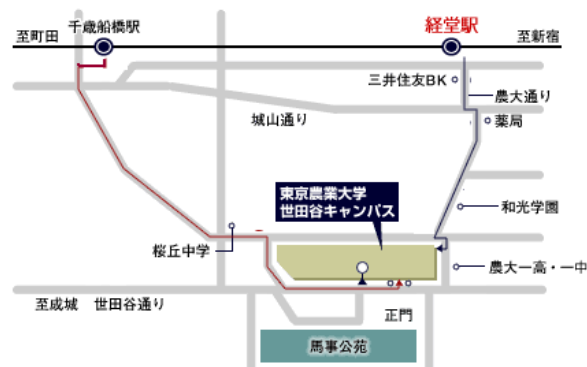 千歳船橋駅
経堂駅
至町田
至新宿
三井住友BK
農大通り
城山通り
薬局
東京農業大学
世田谷キャンパス
和光学園
桜丘中学
農大一高・一中
至成城 世田谷通り
正門
馬事公苑